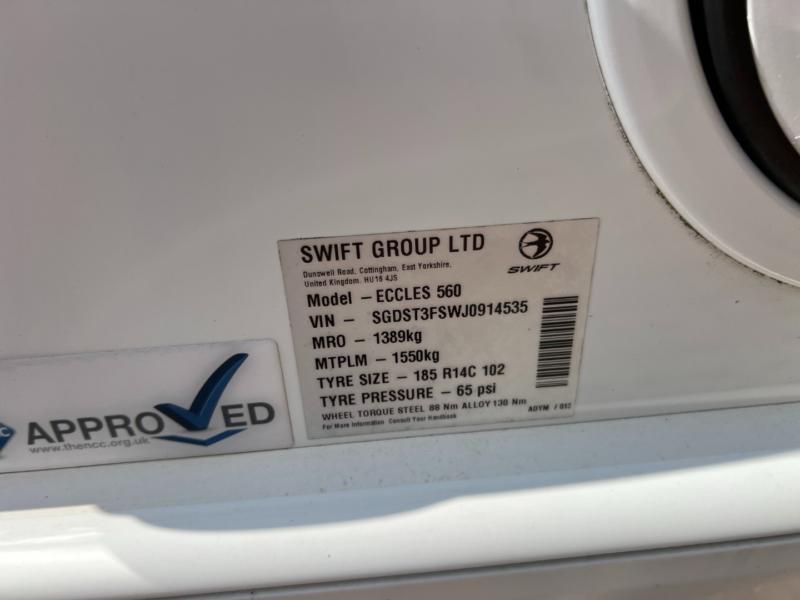 SWIFT GROUP LTD
SWIFT
Dunswell Road, Cottingham, East Yorkshire,
United Kingdom. HU16 4JS
Model - ECCLES 560
VIN - SGDST3FSWJ0914535
MRO - 1389kg
MTPLM - 1550kg
TYRE SIZE - 185 R14C 102
TYRE PRESSURE - 65 psi
WHEEL TORQUE STEEL 88 Nm ALLOY 130 Nm
For More Information Consult Your Handbook
APPROVED
www.thencc.org.uk